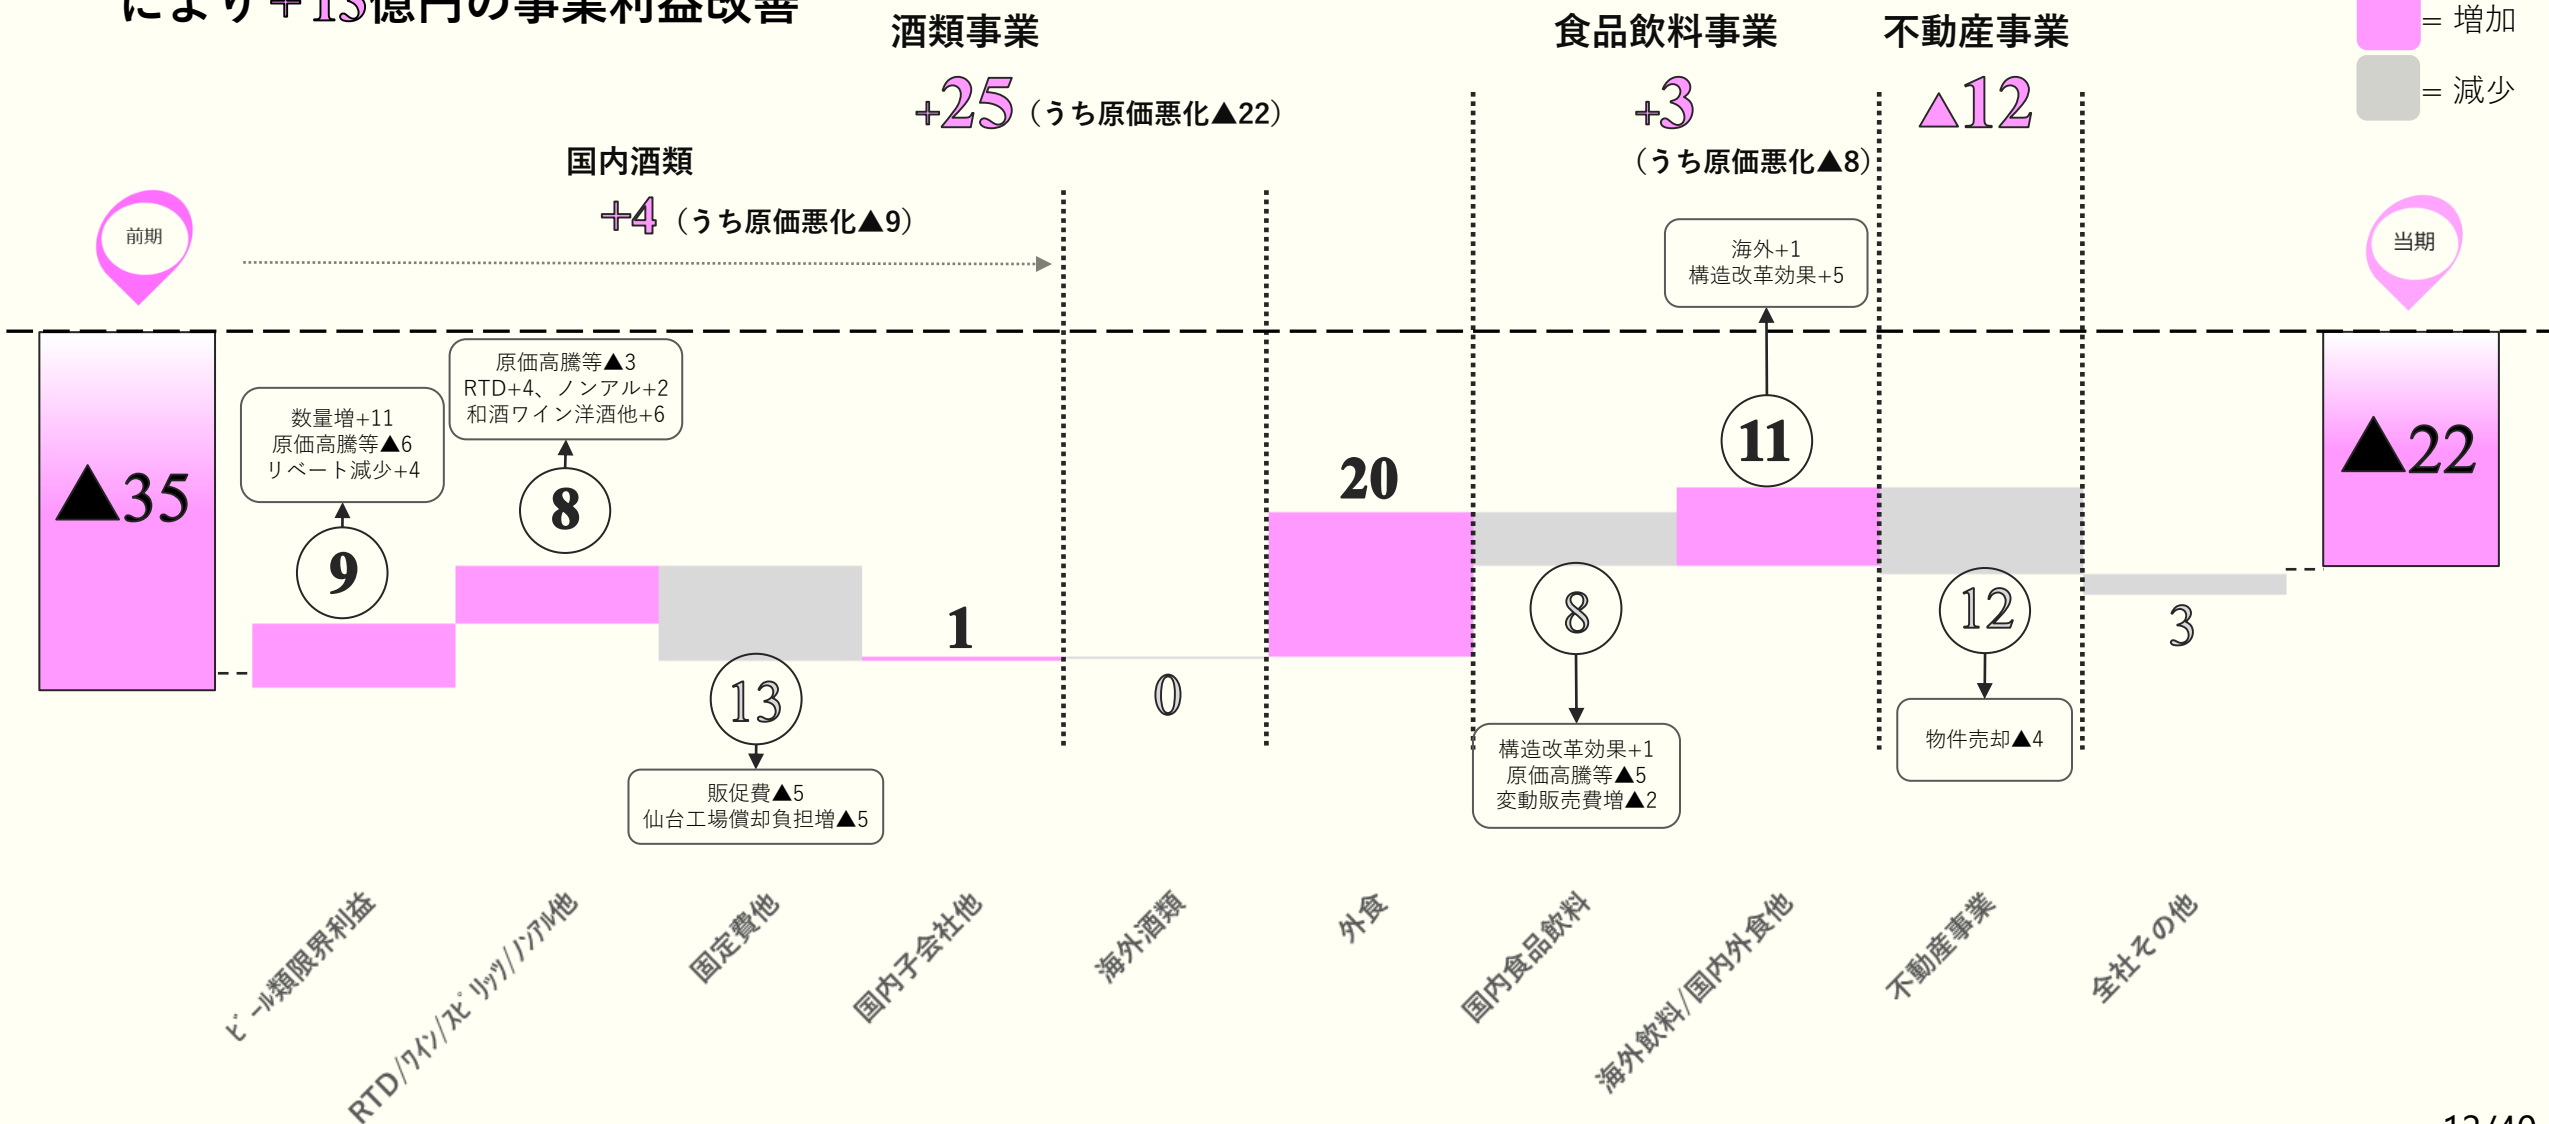 により+13億円の事業利益改善
酒類事業
食品飲料事業
不動産事業
= 増加
= 減少
+25（うち原価悪化▲22）
+3
（うち原価悪化▲8）
▲12
国内酒類
+4（うち原価悪化▲9）
前期
当期
海外+1
構造改革効果+5
原価高騰等▲3
RTD+4、ノンアル+2
和酒ワイン洋酒他+6
数量増+11
原価高騰等▲6
リベート減少+4
▲35
9
8
13
1
0
20
8
11
12
3
▲22
販促費▲5
仙台工場償却負担増▲5
構造改革効果+1
原価高騰等▲5
変動販売費増▲2
物件売却▲4
ﾋﾞｰﾙ類限界利益
RTD/ﾜｲﾝ/ｽﾋﾟﾘｯﾂ/ﾉﾝｱﾙ他
固定費他
国内子会社他
海外酒類
外食
国内食品飲料
海外飲料/国内外食他
不動産事業
全社その他